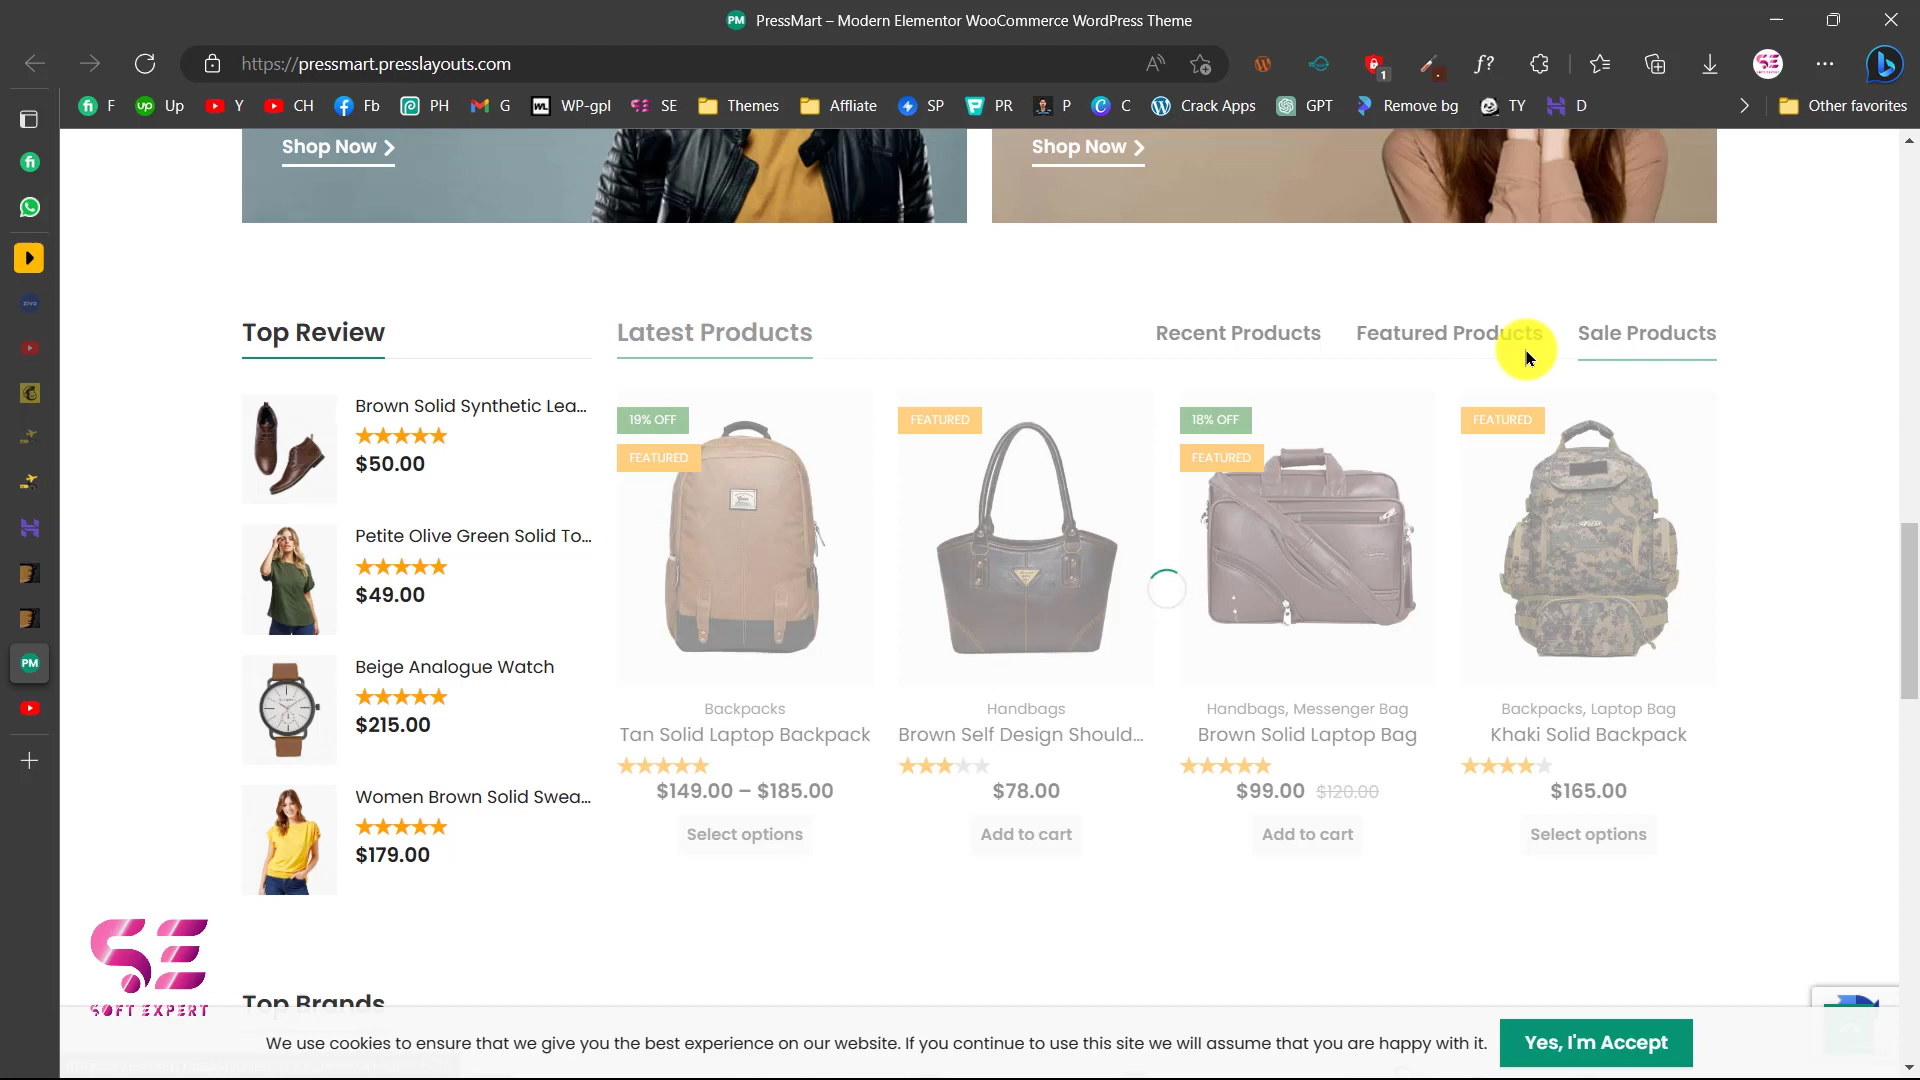 PM PressMart – Modern Elementor WooCommerce WordPress Theme
https://pressmart.presslayouts.com
F Up Y CH Fb PH G WP-gpl SE Themes Affliate SP PR P C Crack Apps GPT Remove bg TY D Other favorites
Shop Now
Shop Now
Top Review
Brown Solid Synthetic Lea...
$50.00
Petite Olive Green Solid To...
$49.00
Beige Analogue Watch
$215.00
Women Brown Solid Swea...
$179.00
Latest Products
Recent Products Featured Products Sale Products
19% OFF
FEATURED
Backpacks
Tan Solid Laptop Backpack
$149.00 – $185.00
Select options
FEATURED
Handbags
Brown Self Design Should...
$78.00
Add to cart
18% OFF
FEATURED
Handbags, Messenger Bag
Brown Solid Laptop Bag
$99.00 $120.00
Add to cart
FEATURED
Backpacks, Laptop Bag
Khaki Solid Backpack
$165.00
Select options
SE
SOFT EXPERT
Top Brands
We use cookies to ensure that we give you the best experience on our website. If you continue to use this site we will assume that you are happy with it.
Yes, I'm Accept